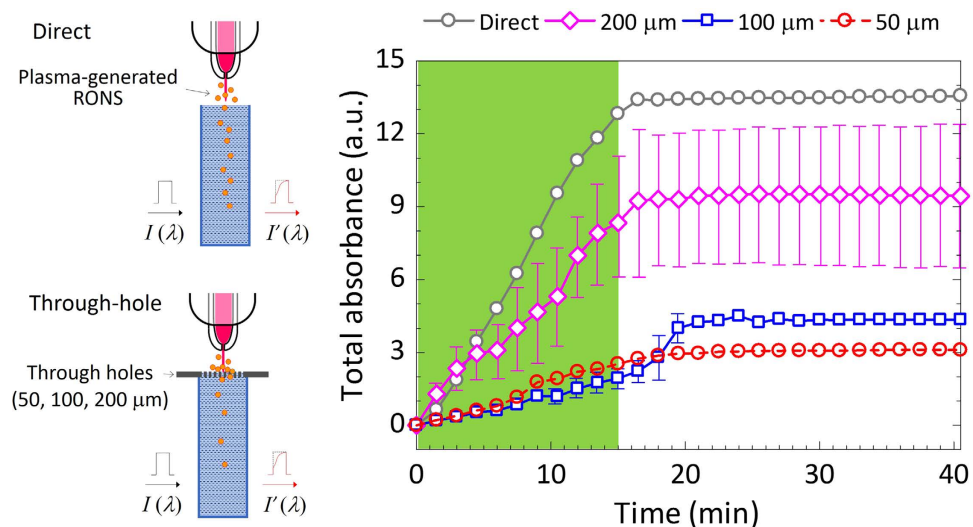 Direct
Plasma-generated
RONS
I (λ)
I' (λ)
Through-hole
Through holes
(50, 100, 200 μm)
I (λ)
I' (λ)
Direct
200 μm
100 μm
50 μm
Total absorbance (a.u.)
15
12
9
6
3
0
0
10
20
30
40
Time (min)